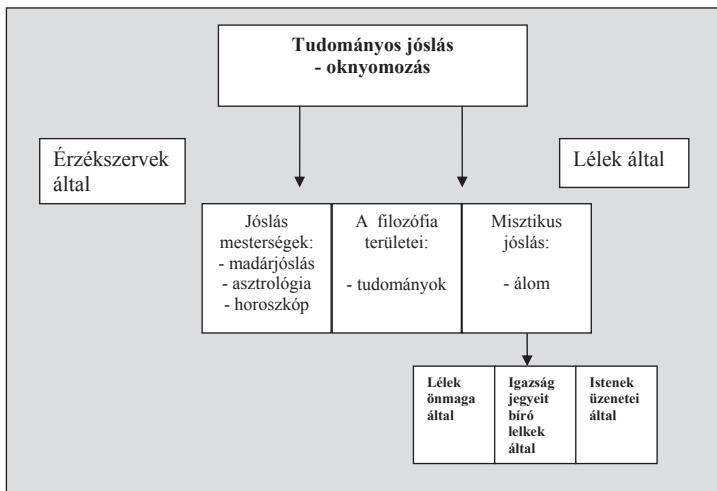 Tudományos jóslás
- oknyomozás
Érzékszervek
által
Lélek által
Jóslás
mesterségek:
- madárjóslás
- asztrológia
- horoszkóp
A filozófia
területei:
- tudományok
Misztikus
jóslás:
- álom
Lélek
önmaga
által
Igazság
jegyeit
bíró
lelkek
által
Istenek
üzenetei
által